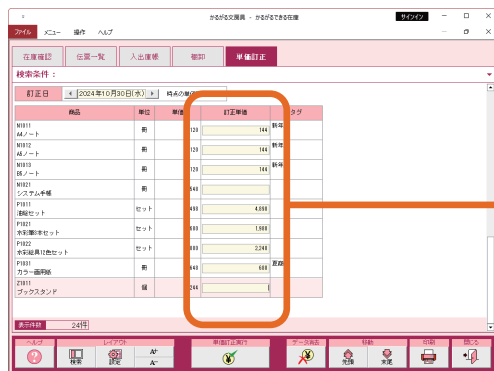 かるがる文房具 - かるがるできる在庫
サインイン
ファイル メニュー 操作 ヘルプ
在庫確認 伝票一覧 入出庫帳 棚卸 単価訂正
検索条件：
訂正日 2024年10月30日(水) 時点の単
商品 単位 単価 訂正単価 タグ
N1011
A4ノート 冊 120 144 新年
N1012
A5ノート 冊 120 144 新年
N1013
B5ノート 冊 120 144 新年
N1021
システム手帳 冊 540
P1011
油絵セット セット 4,898
P1021
水彩筆8本セット セット 1,980
P1022
水彩絵具12色セット セット 2,240
P1031
カラー画用紙 冊 640 680
Z1011
ブックスタンド 個 244
表示件数 24件
ヘルプ レイアウト 単価訂正実行 データ消去 移動 印刷 閉じる
検索 設定 A+ A- 先頭 末尾